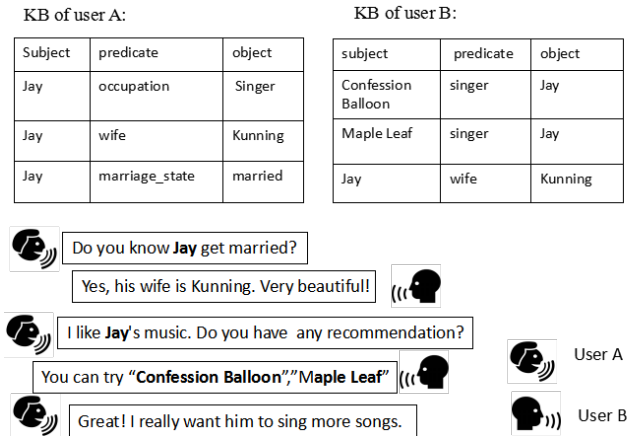 KB of user A:
KB of user B:
Subject predicate object
Jay occupation Singer
Jay wife Kunning
Jay marriage_state married
subject predicate object
Confession
Balloon singer Jay
Maple Leaf singer Jay
Jay wife Kunning
Do you know Jay get married?
Yes, his wife is Kunning. Very beautiful!
I like Jay's music. Do you have any recommendation?
You can try “Confession Balloon”,”Maple Leaf”
Great! I really want him to sing more songs.
User A
User B